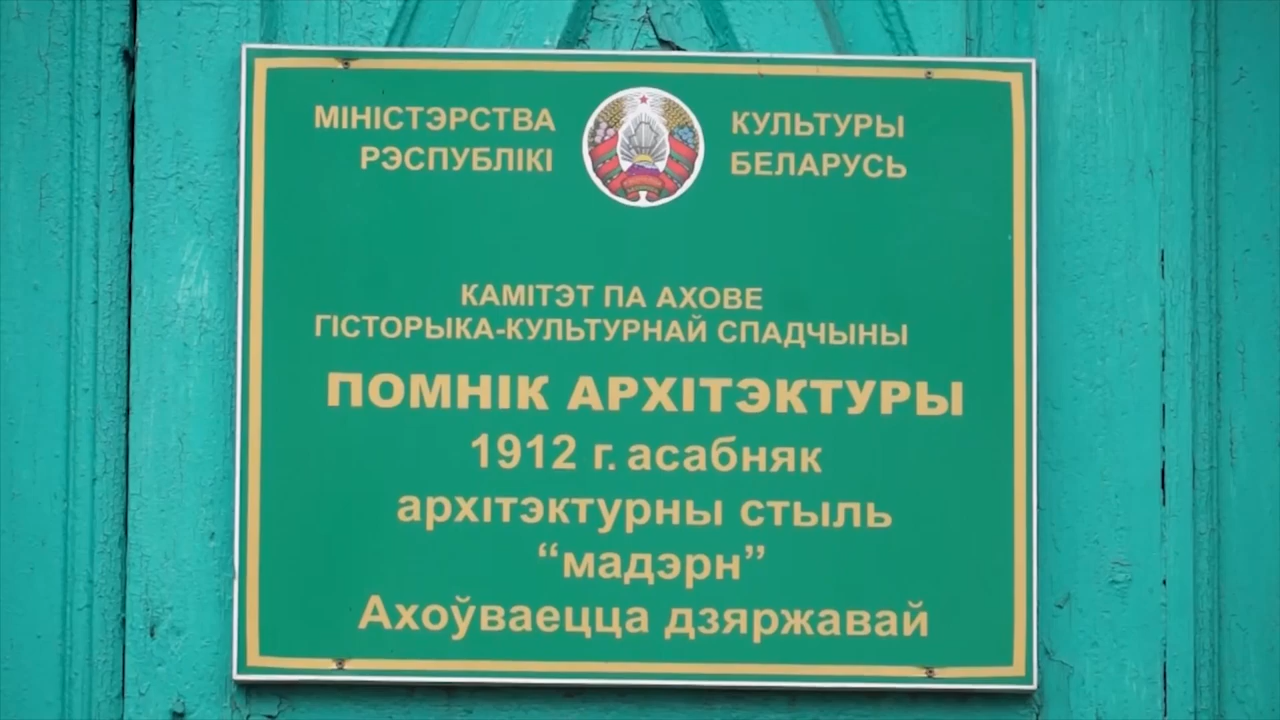 МІНІСТЭРСТВА КУЛЬТУРЫ
РЭСПУБЛІКІ БЕЛАРУСЬ
КАМІТЭТ ПА АХОВЕ
ГІСТОРЫКА-КУЛЬТУРНАЙ СПАДЧЫНЫ
ПОМНІК АРХІТЭКТУРЫ
1912 г. асабняк
архітэктурны стыль
“мадэрн”
Ахоўваецца дзяржавай